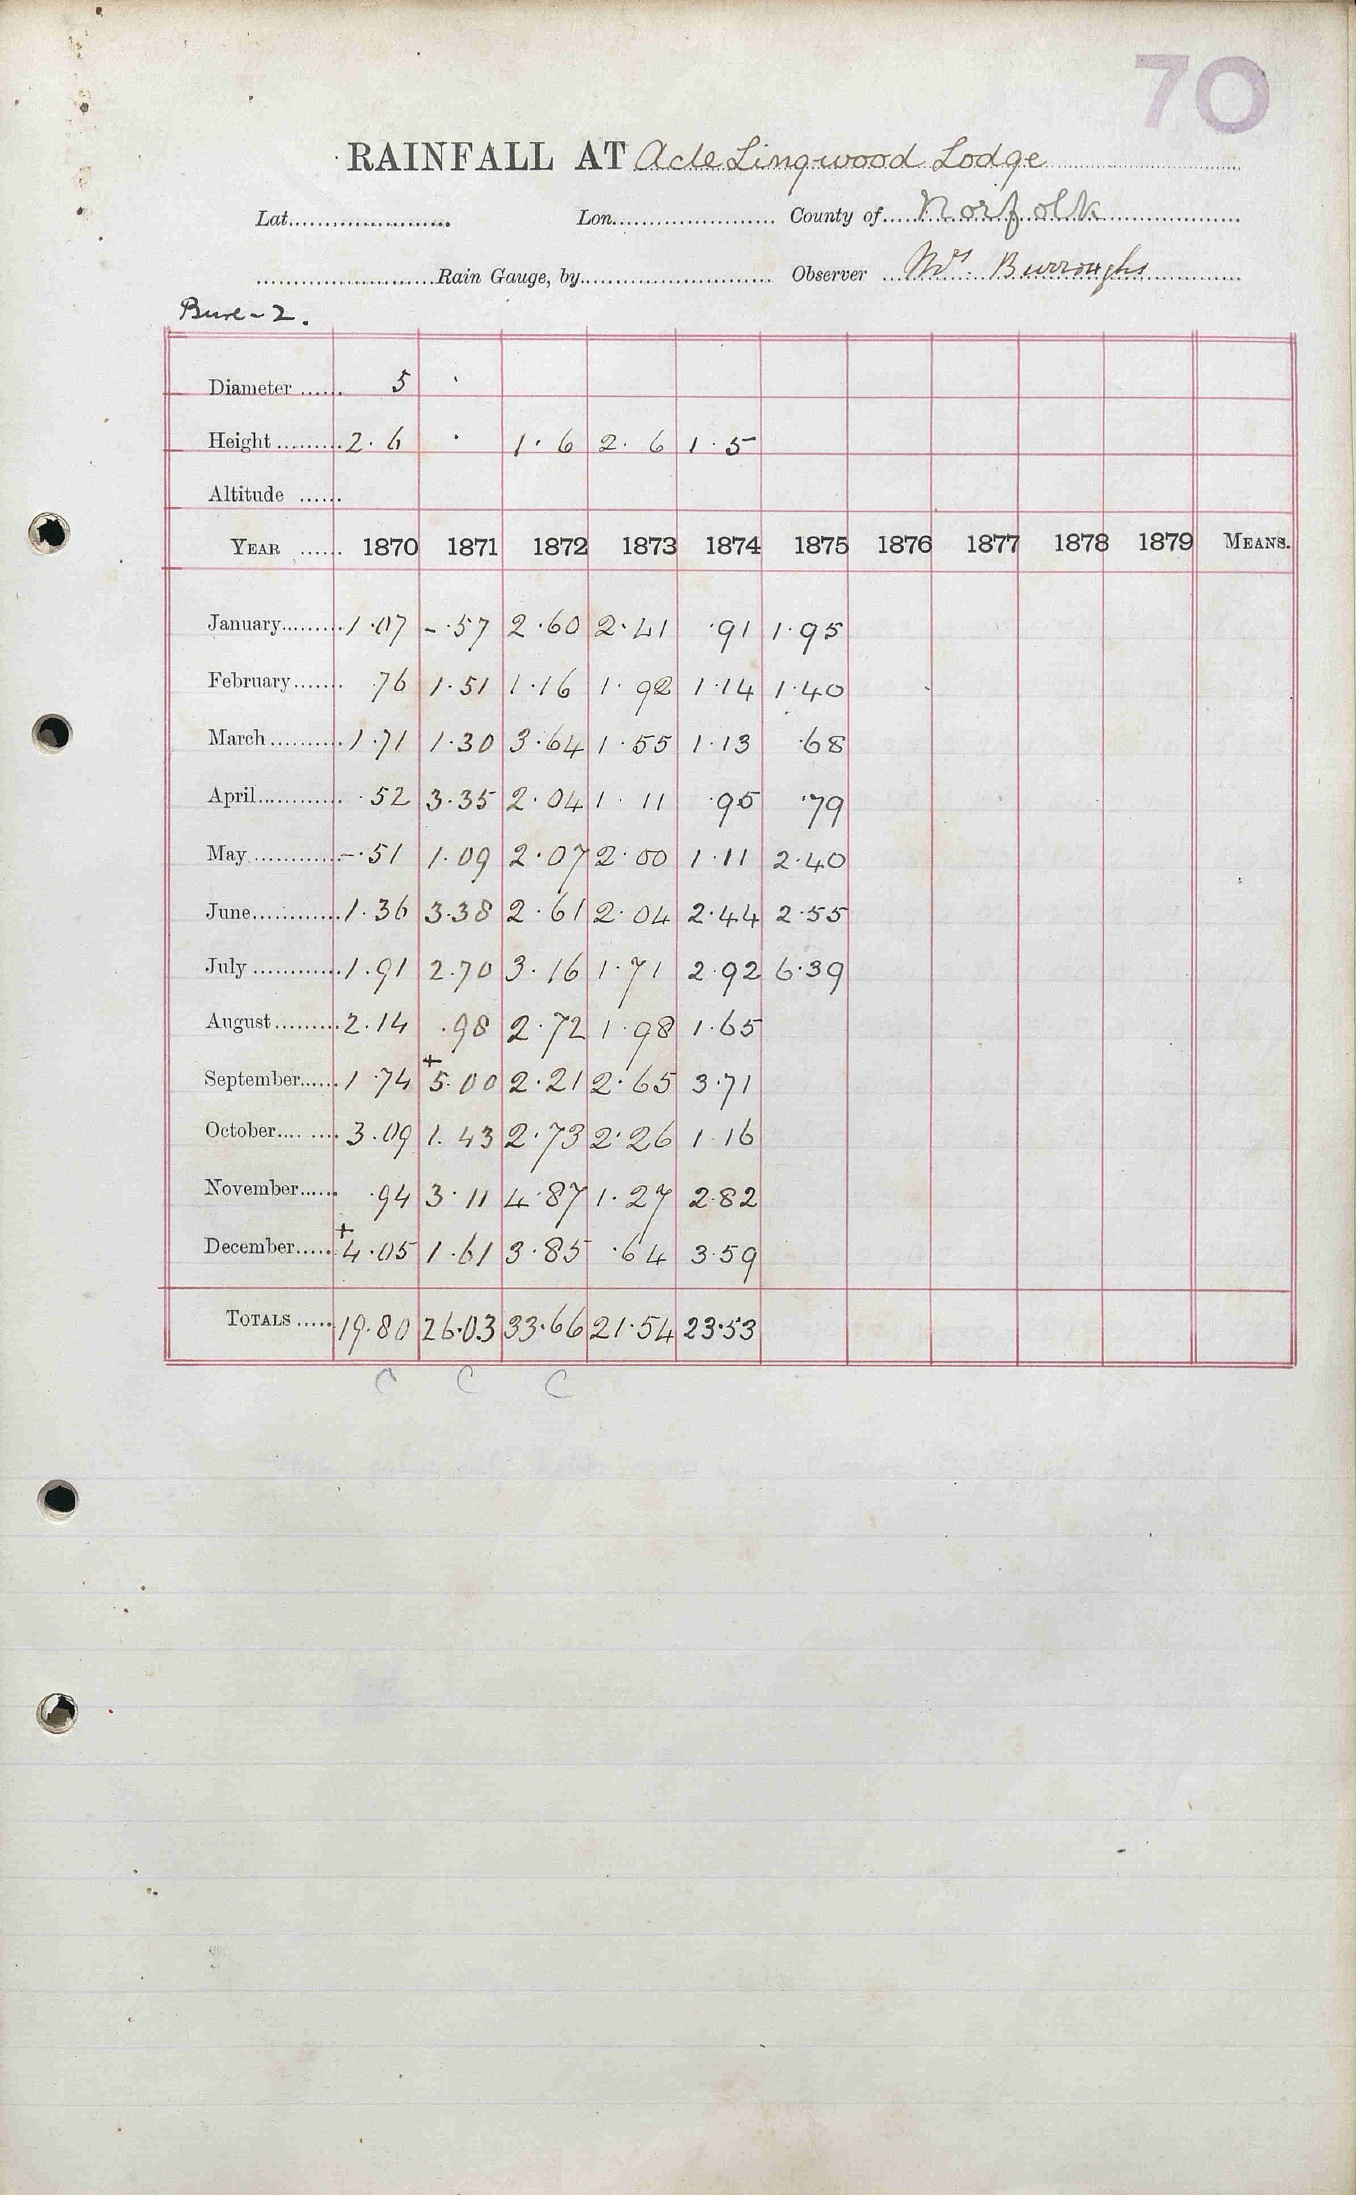 70
RAINFALL AT Acle Lingwood Lodge
Lat. Lon. County of Norfolk
Rain Gauge, by Observer Mrs. Burroughs
Bure - 2.
Diameter 5
Height 2.6 1.6 2.6 1.5
Altitude
YEAR 1870 1871 1872 1873 1874 1875 1876 1877 1878 1879 MEANS.
January 1.07 -.57 2.60 2.41 .91 1.95
February .76 1.51 1.16 1.92 1.14 1.40
March 1.71 1.30 3.64 1.55 1.13 .68
April .52 3.35 2.04 1.11 .95 .79
May -.51 1.09 2.07 2.00 1.11 2.40
June 1.36 3.38 2.61 2.04 2.44 2.55
July 1.91 2.70 3.16 1.71 2.92 6.39
August 2.14 .98 2.72 1.98 1.65
September 1.74 +5.00 2.21 2.65 3.71
October 3.09 1.43 2.73 2.26 1.16
November .94 3.11 4.87 1.27 2.82
December +4.05 1.61 3.85 .64 3.59
TOTALS 19.80 26.03 33.66 21.54 23.53
C C C